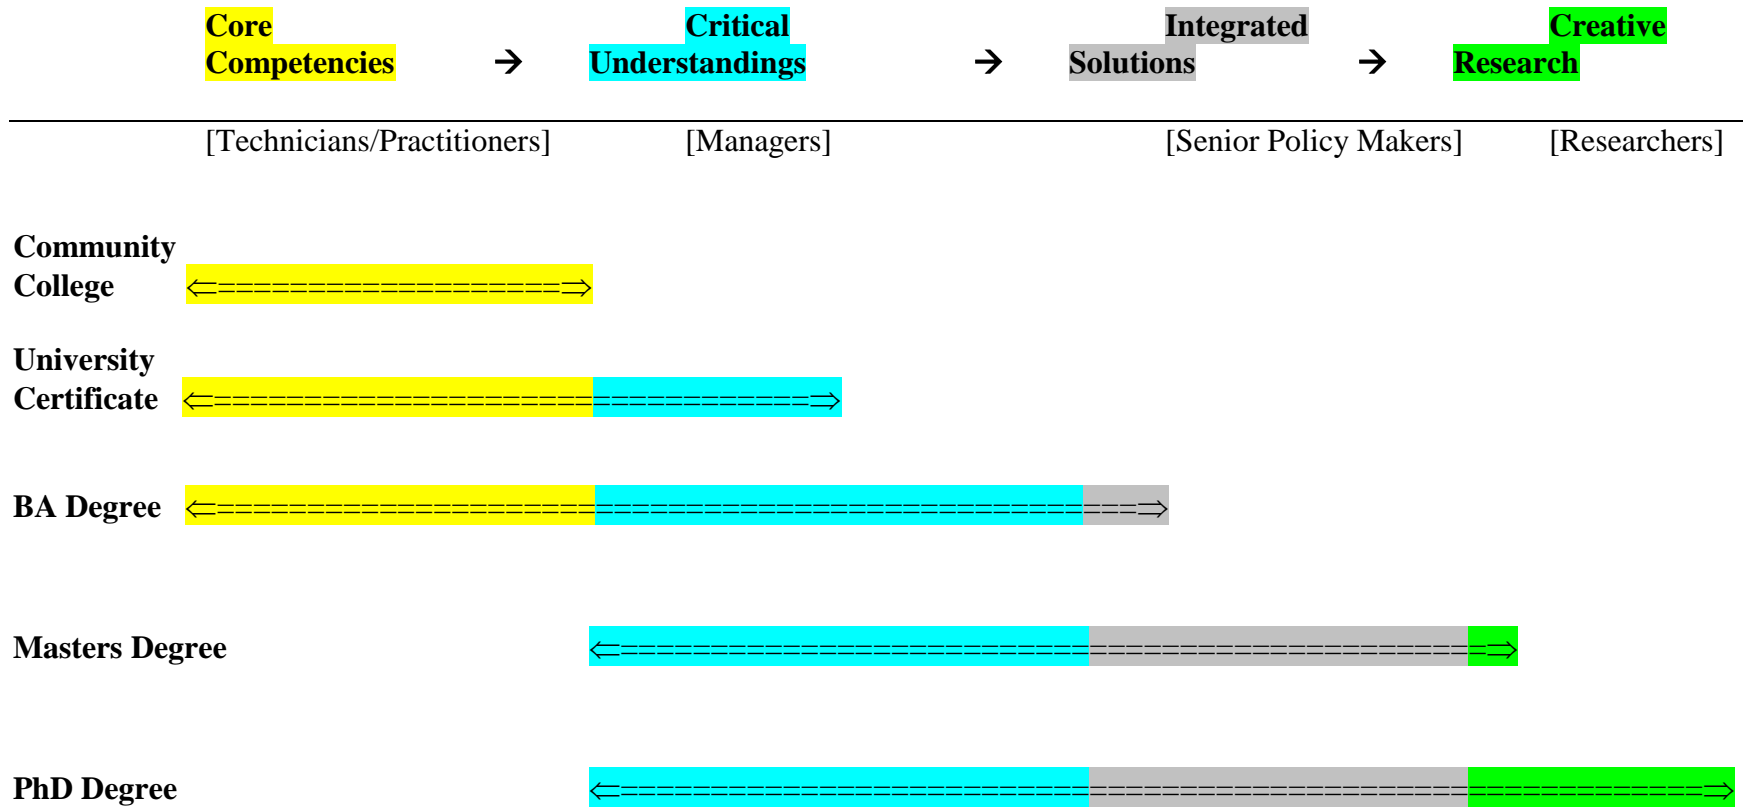 Core Critical Integrated Creative
Competencies → Understandings → Solutions → Research
[Technicians/Practitioners] [Managers] [Senior Policy Makers] [Researchers]
Community
College ⇐===================⇒
University
Certificate ⇐=================================⇒
BA Degree ⇐===================================================⇒
Masters Degree ⇐================================================⇒
PhD Degree ⇐============================================================⇒